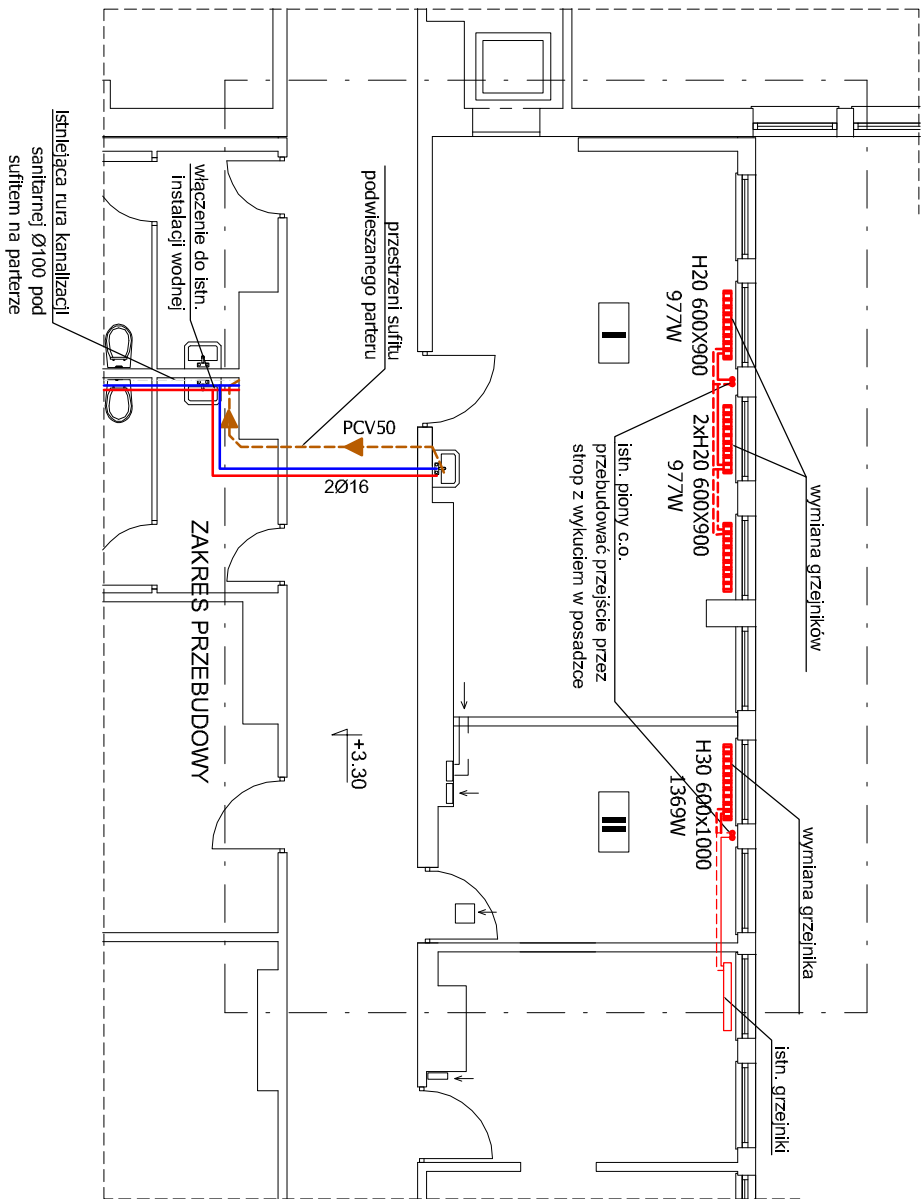 wymiana grzejników
wymiana grzejnika
istn. grzejniki
H20 600X900
977W
2xH20 600X900
977W
H30 600x1000
1369W
istn. piony c.o.
przebudować przejście przez
strop z wykuciem w posadzce
I
II
przestrzeni sufitu
podwieszanego parteru
+3.30
PCV50
2Ø16
włączenie do istn.
instalacji wodnej
ZAKRES PRZEBUDOWY
Istniejąca rura kanalizacji
sanitarnej Ø100 pod
sufitem na parterze